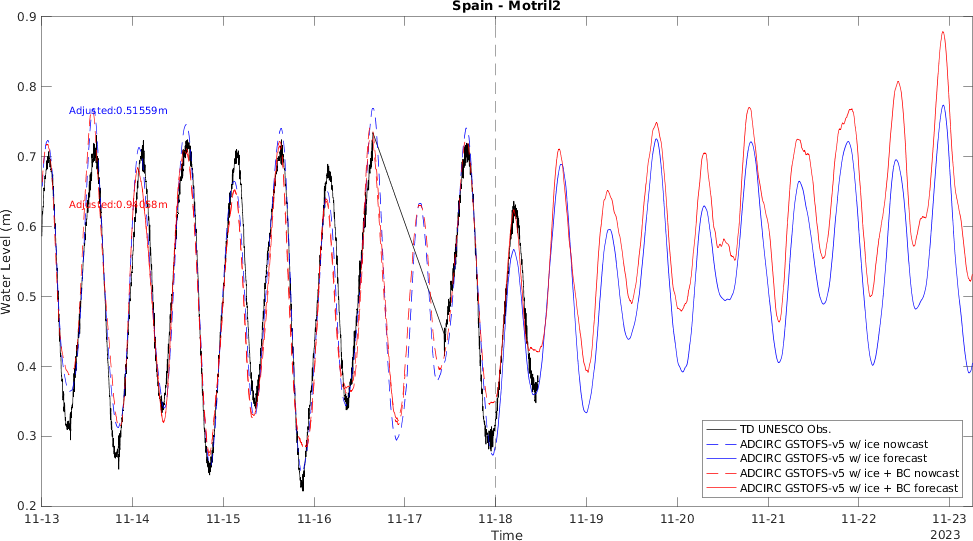 Spain - Motril2
0.9
0.8
0.7
0.6
0.5
0.4
0.3
0.2
Water Level (m)
Adjusted:0.51559m
TD UNESCO Obs.
ADCIRC GSTOFS-v5 w/ ice nowcast
ADCIRC GSTOFS-v5 w/ ice forecast
ADCIRC GSTOFS-v5 w/ ice + BC nowcast
ADCIRC GSTOFS-v5 w/ ice + BC forecast
11-13 11-14 11-15 11-16 11-17 11-18 11-19 11-20 11-21 11-22 11-23
Time
2023